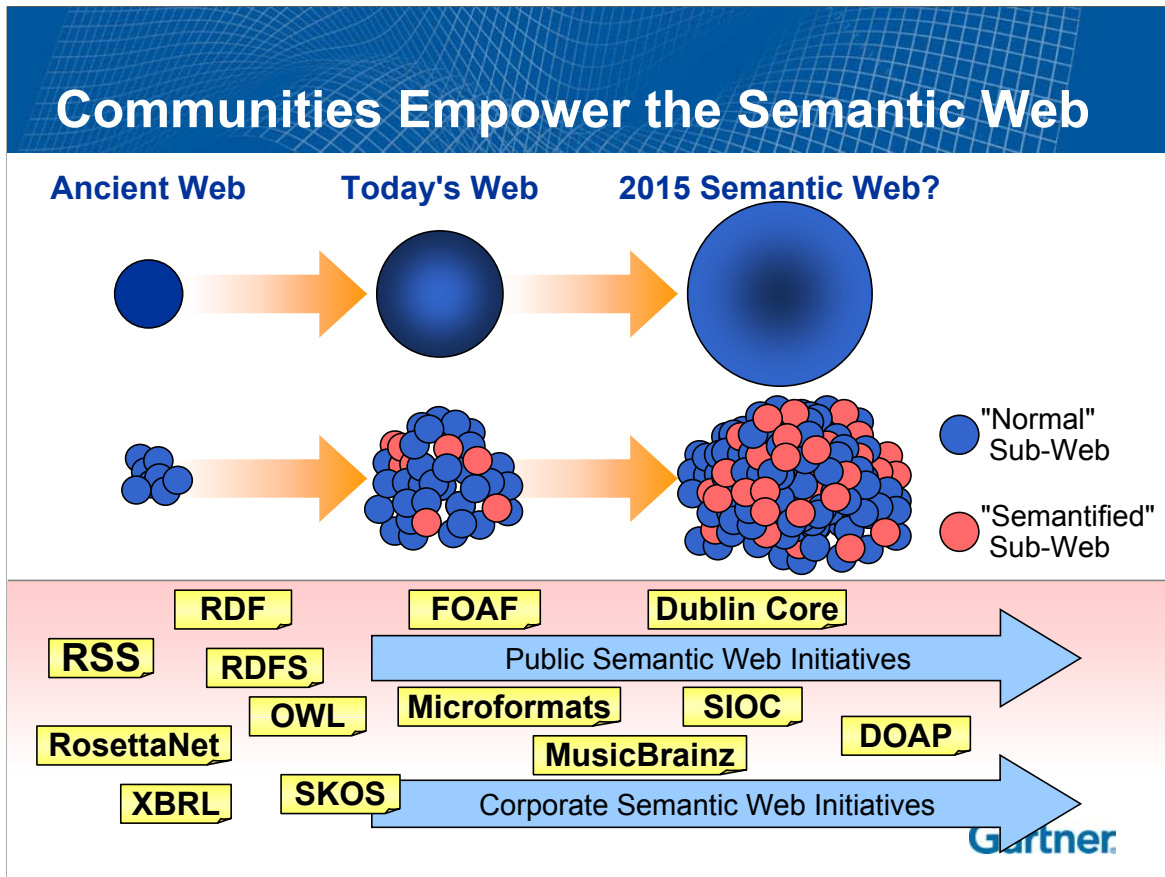 Communities Empower the Semantic Web
Ancient Web
Today's Web
2015 Semantic Web?
"Normal"
Sub-Web
"Semantified"
Sub-Web
RDF
FOAF
Dublin Core
RSS
RDFS
Public Semantic Web Initiatives
OWL
Microformats
SIOC
RosettaNet
MusicBrainz
DOAP
XBRL
SKOS
Corporate Semantic Web Initiatives
Gartner